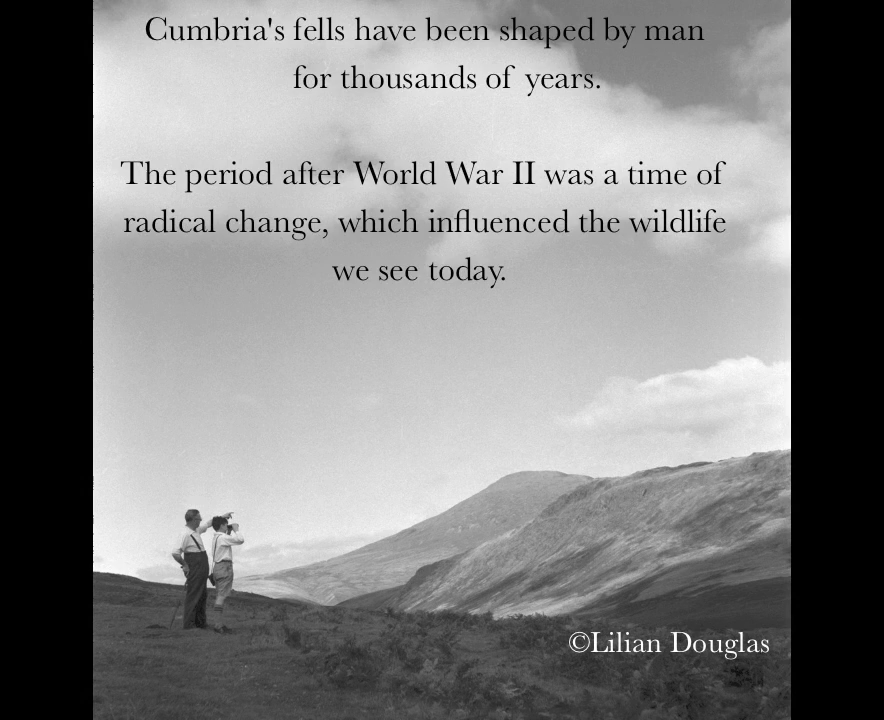 Cumbria's fells have been shaped by man
for thousands of years.
The period after World War II was a time of
radical change, which influenced the wildlife
we see today.
©Lilian Douglas